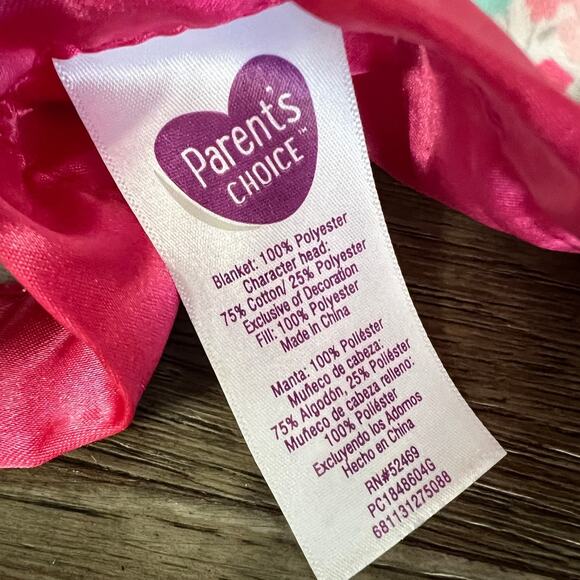 Parent's
CHOICE™
Blanket: 100% Polyester
Character head:
75% Cotton/ 25% Polyester
Exclusive of Decoration
Fill: 100% Polyester
Made in China
Manta: 100% Poliéster
Muñeco de cabeza:
75% Algodón, 25% Poliéster
Muñeco de cabeza relleno:
100% Poliéster
Excluyendo los Adornos
Hecho en China
RN#52469
PC1848604G
681131275088